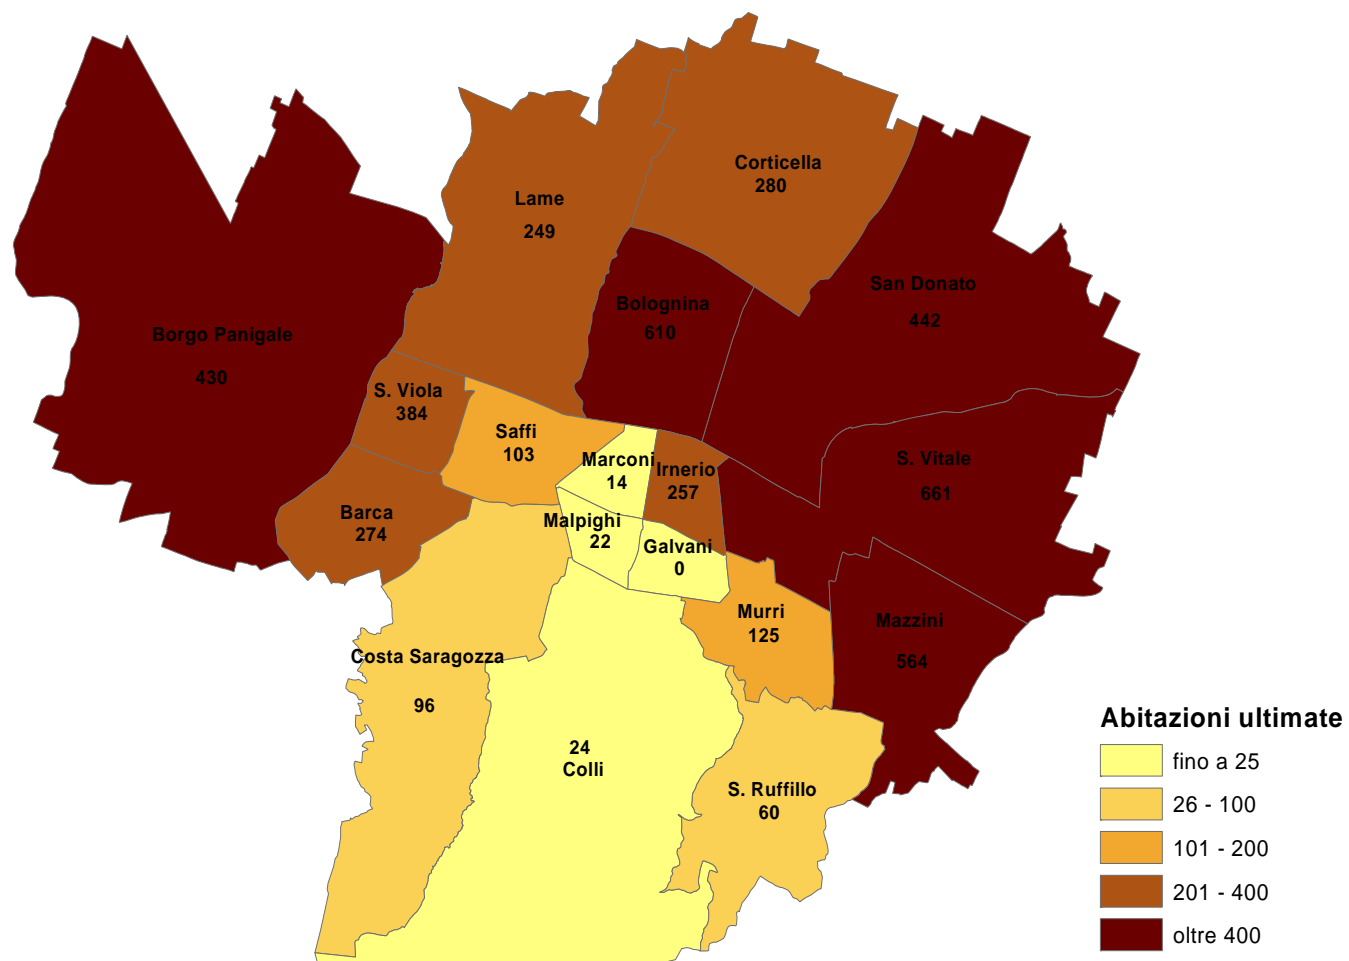 Corticella
280
Lame
249
San Donato
442
Bolognina
610
Borgo Panigale
430
S. Viola
384
Saffi
103
Marconi
14
Irnerio
257
S. Vitale
661
Barca
274
Malpighi
22
Galvani
0
Murri
125
Mazzini
564
Costa Saragozza
96
24
Colli
S. Ruffillo
60
Abitazioni ultimate
fino a 25
26 - 100
101 - 200
201 - 400
oltre 400